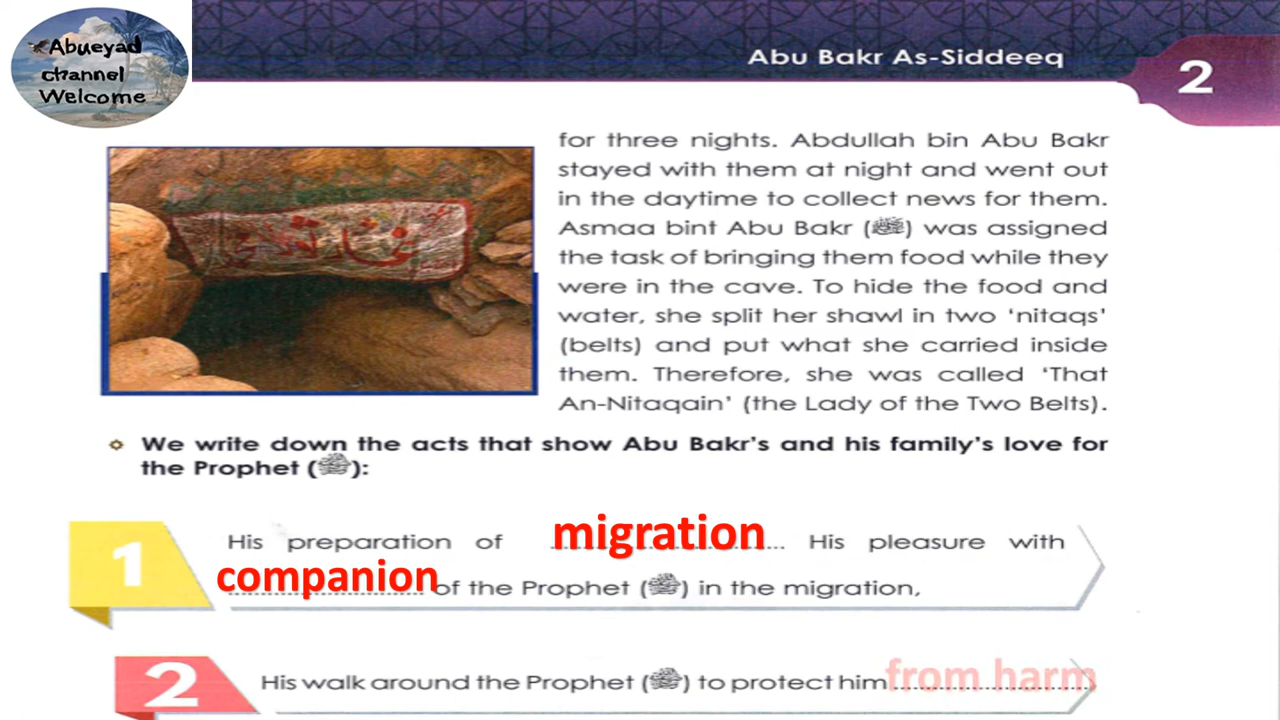 Abueyad
channel
Welcome
Abu Bakr As-Siddeeq
2
for three nights. Abdullah bin Abu Bakr
stayed with them at night and went out
in the daytime to collect news for them.
Asmaa bint Abu Bakr () was assigned
the task of bringing them food while they
were in the cave. To hide the food and
water, she split her shawl in two ‘nitaqs’
(belts) and put what she carried inside
them. Therefore, she was called ‘That
An-Nitaqain’ (the Lady of the Two Belts).
We write down the acts that show Abu Bakr’s and his family’s love for
the Prophet (ﷺ):
1
His preparation of migration His pleasure with
companion of the Prophet (ﷺ) in the migration,
2
His walk around the Prophet (ﷺ) to protect him from harm